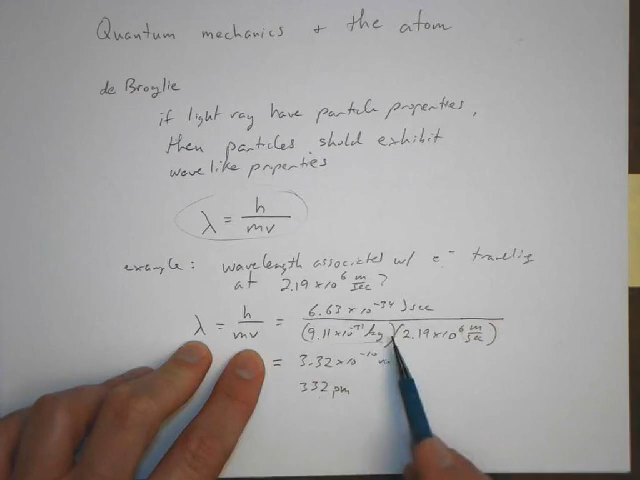 Quantum mechanics + the atom
de Broglie
if light ray have particle properties,
then particles should exhibit
wave like properties
λ = h/mv
example: wavelength associated w/ e⁻ traveling
at 2.19 × 10⁶ m/sec ?
λ = h/mv = 6.63 × 10⁻³⁴ J sec / (9.11 × 10⁻³¹ kg)(2.19 × 10⁶ m/sec)
= 3.32 × 10⁻¹⁰ m
332 pm